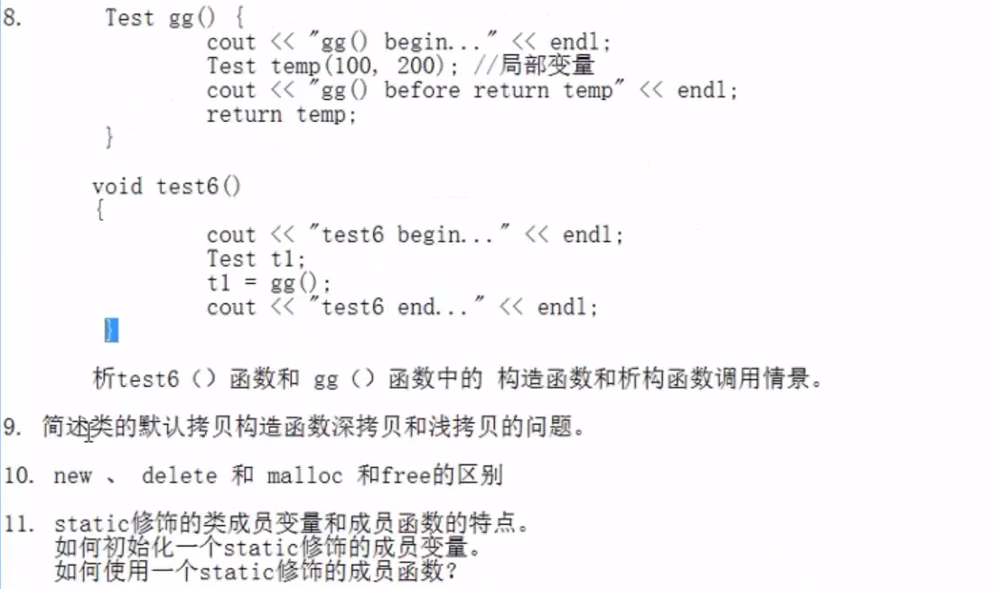 8. Test gg() {
cout << "gg() begin..." << endl;
Test temp(100, 200); //局部变量
cout << "gg() before return temp" << endl;
return temp;
}
void test6()
{
cout << "test6 begin..." << endl;
Test t1;
t1 = gg();
cout << "test6 end..." << endl;
}
析test6（）函数和 gg（）函数中的 构造函数和析构函数调用情景。
9. 简述类的默认拷贝构造函数深拷贝和浅拷贝的问题。
10. new 、 delete 和 malloc 和free的区别
11. static修饰的类成员变量和成员函数的特点。
如何初始化一个static修饰的成员变量。
如何使用一个static修饰的成员函数?